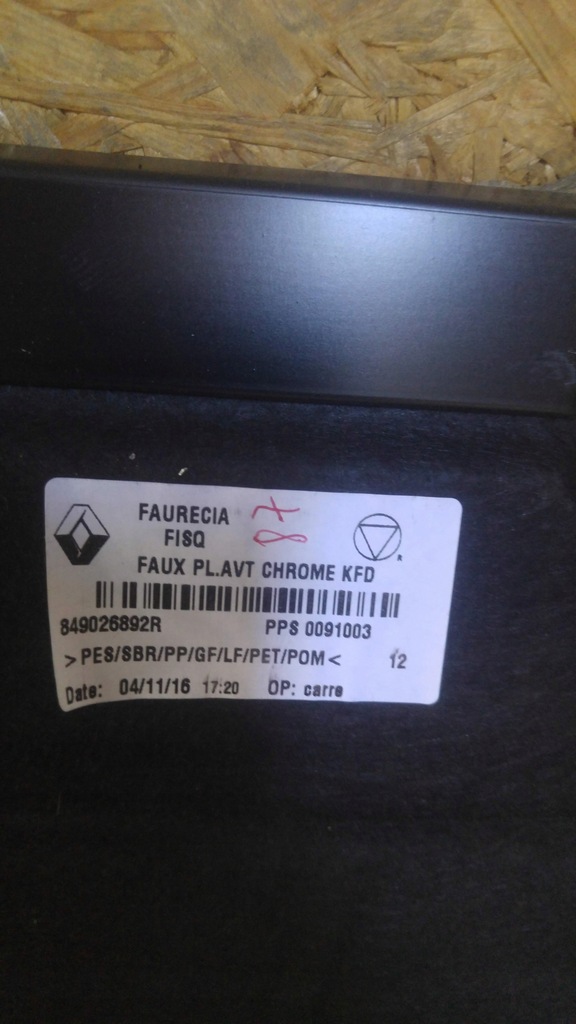 FAURECIA
FISQ
87
FAUX PL.AVT CHROME KFD
849026892R PPS 0091003
>PES/SBR/PP/GF/LF/PET/POM< 12
Date: 04/11/16 17:20 OP: carre
R